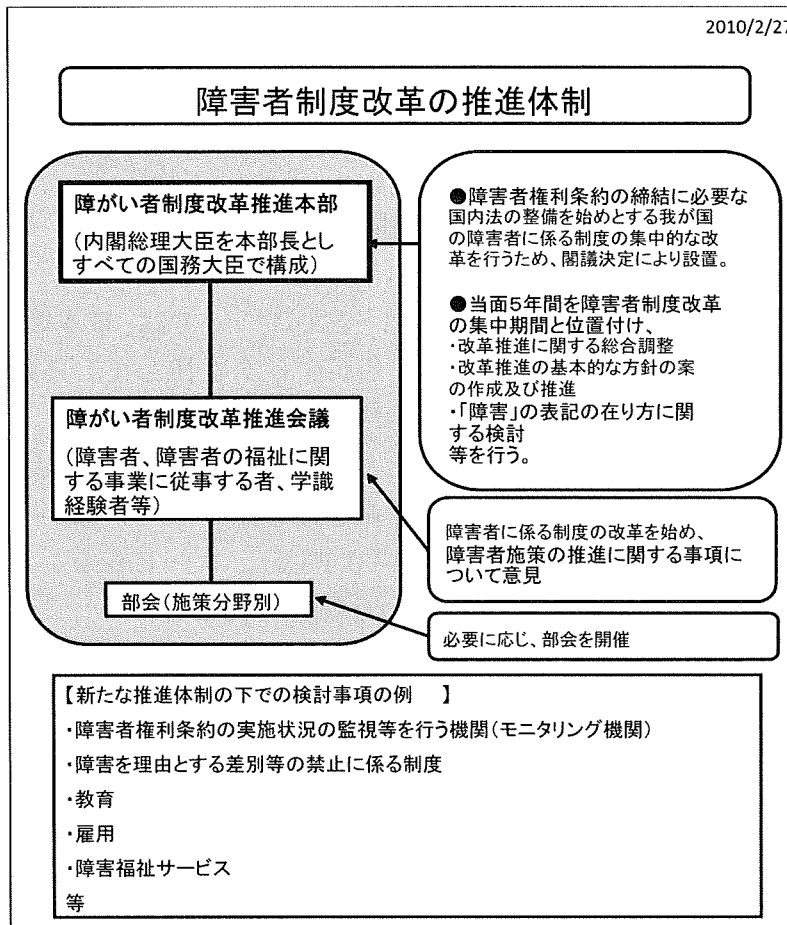 2010/2/27
障害者制度改革の推進体制
障がい者制度改革推進本部
(内閣総理大臣を本部長とし
すべての国務大臣で構成)
●障害者権利条約の締結に必要な
国内法の整備を始めとする我が国
の障害者に係る制度の集中的な改
革を行うため、閣議決定により設置。
●当面5年間を障害者制度改革
の集中期間と位置付け、
・改革推進に関する総合調整
・改革推進の基本的な方針の案
の作成及び推進
・「障害」の表記の在り方に関
する検討
等を行う。
障がい者制度改革推進会議
(障害者、障害者の福祉に関
する事業に従事する者、学識
経験者等)
障害者に係る制度の改革を始め、
障害者施策の推進に関する事項に
ついて意見
部会(施策分野別)
必要に応じ、部会を開催
【新たな推進体制の下での検討事項の例　】
・障害者権利条約の実施状況の監視等を行う機関(モニタリング機関)
・障害を理由とする差別等の禁止に係る制度
・教育
・雇用
・障害福祉サービス
等